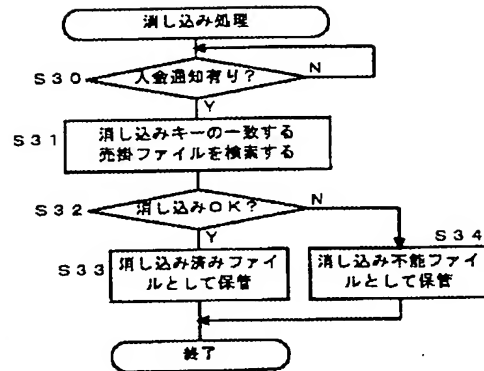 消し込み処理
S30
入金通知有り？
N
Y
S31
消し込みキーの一致する
売掛ファイルを検索する
S32
消し込みOK？
N
Y
S33
消し込み済みファイ
ルとして保管
S34
消し込み不能ファイ
ルとして保管
終了